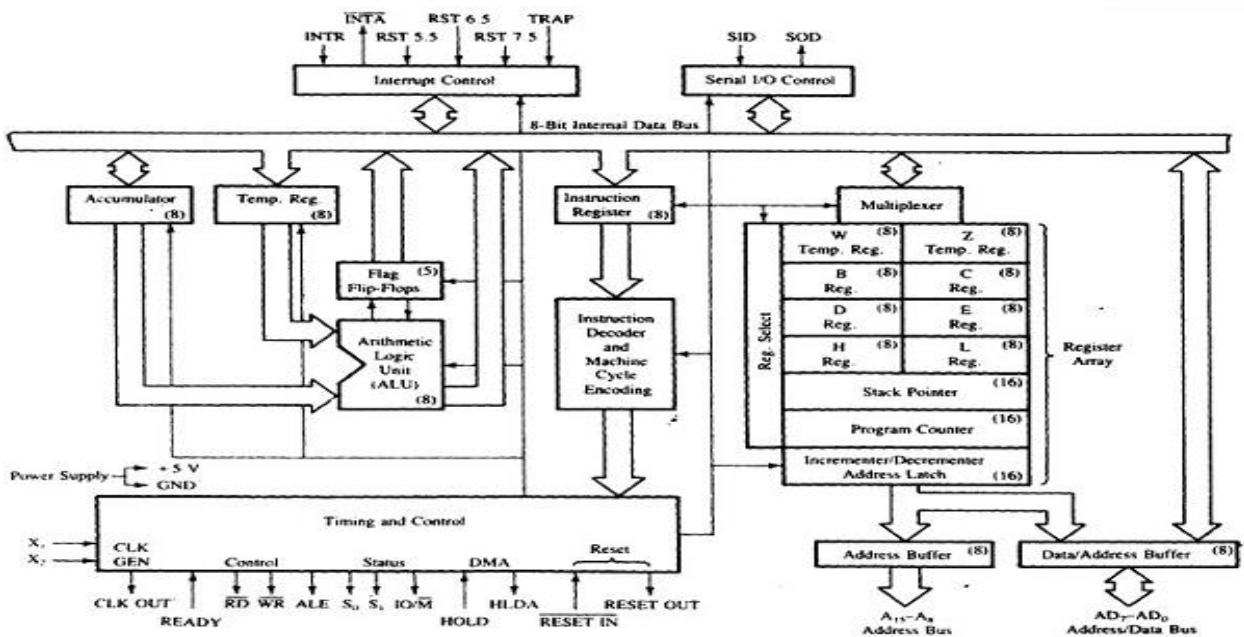 INTA RST 6.5 TRAP
INTR RST 5.5 RST 7.5
SID SOD
Interrupt Control
Serial I/O Control
8-Bit Internal Data Bus
Accumulator (8)
Temp. Reg. (8)
Instruction
Register (8)
Multiplexer
Reg. Select
W (8)
Temp. Reg.
Z (8)
Temp. Reg.
B (8)
Reg.
C (8)
Reg.
D (8)
Reg.
E (8)
Reg.
H (8)
Reg.
L (8)
Reg.
Stack Pointer (16)
Program Counter (16)
Incrementer/Decrementer
Address Latch (16)
Register
Array
Flag (5)
Flip-Flops
Arithmetic
Logic
Unit
(ALU)
(8)
Instruction
Decoder
and
Machine
Cycle
Encoding
Power Supply
+5 V
GND
Timing and Control
X₁
X₂
CLK
GEN
Control
Status
DMA
Reset
CLK OUT
READY
RD WR ALE S₀ S₁ IO/M
HOLD
HLDA
RESET IN
RESET OUT
Address Buffer (8)
Data/Address Buffer (8)
A₁₅–A₈
Address Bus
AD₇–AD₀
Address/Data Bus